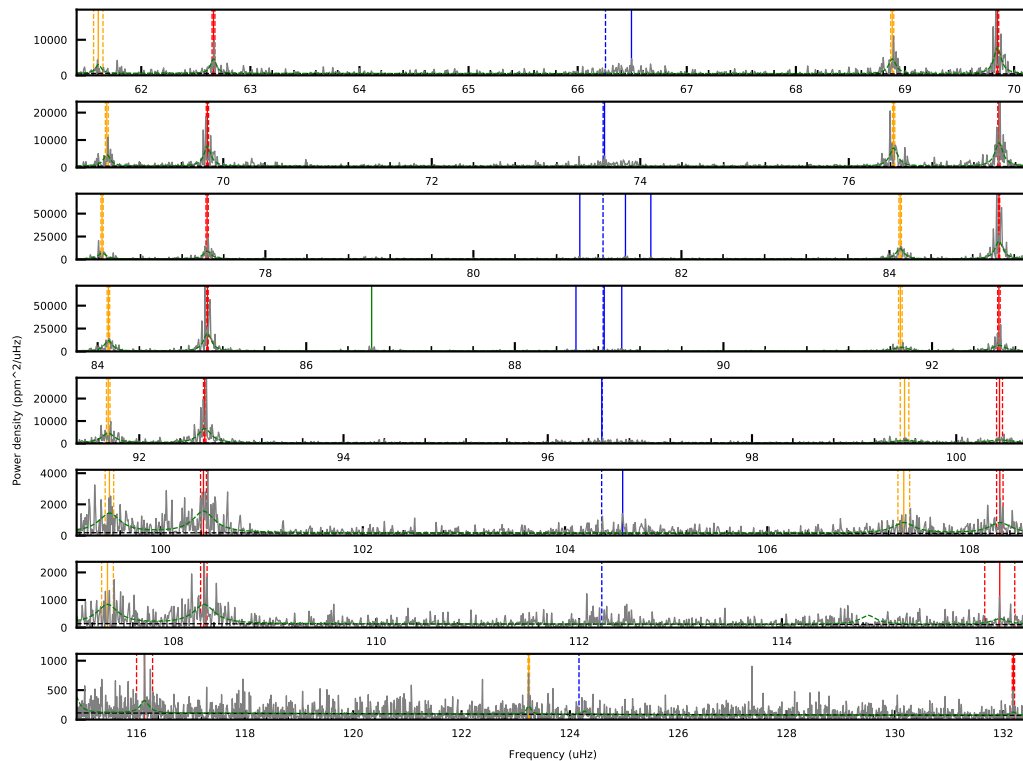 10000
0
62 63 64 65 66 67 68 69 70
20000
10000
0
70 72 74 76
50000
25000
0
78 80 82 84
50000
25000
0
84 86 88 90 92
20000
10000
0
92 94 96 98 100
4000
2000
0
100 102 104 106 108
2000
1000
0
108 110 112 114 116
1000
500
0
116 118 120 122 124 126 128 130 132
Power density (ppm^2/uHz)
Frequency (uHz)